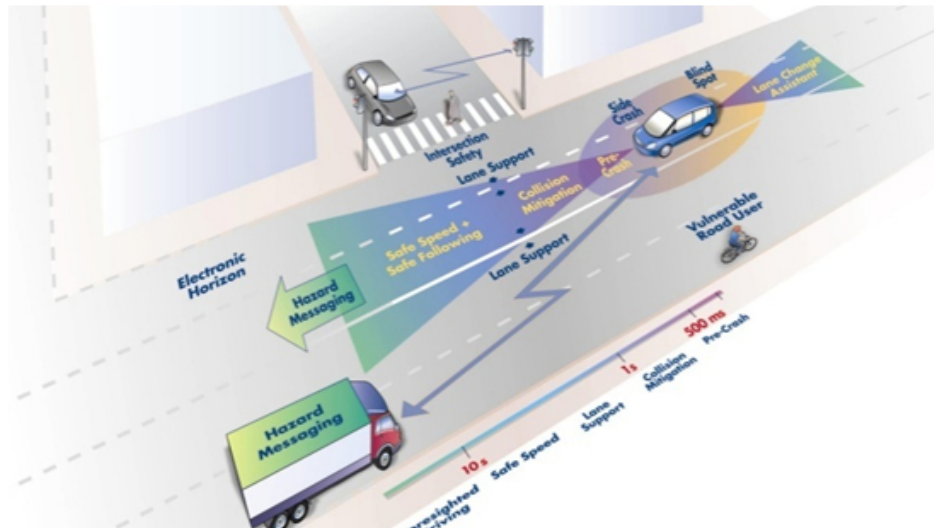 Intersection
Safety
Lane Support
Side
Crash
Blind
Spot
Lane Change
Assistant
Pre-
Crash
Collision
Mitigation
Safe Speed +
Safe Following
Lane Support
Vulnerable
Road User
Electronic
Horizon
Hazard
Messaging
Hazard
Messaging
10 s
1s
500 ms
Safe Speed
Lane
Support
Collision
Mitigation
Pre-Crash